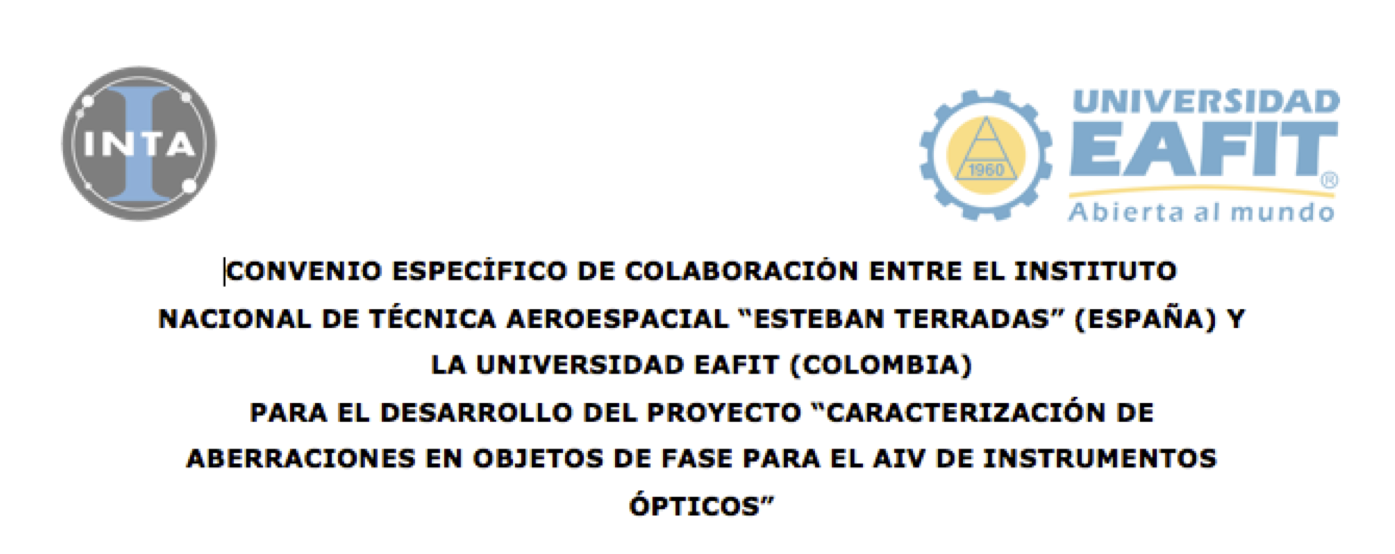 INTA
UNIVERSIDAD
EAFIT
®
1960
Abierta al mundo
CONVENIO ESPECÍFICO DE COLABORACIÓN ENTRE EL INSTITUTO
NACIONAL DE TÉCNICA AEROESPACIAL “ESTEBAN TERRADAS” (ESPAÑA) Y
LA UNIVERSIDAD EAFIT (COLOMBIA)
PARA EL DESARROLLO DEL PROYECTO “CARACTERIZACIÓN DE
ABERRACIONES EN OBJETOS DE FASE PARA EL AIV DE INSTRUMENTOS
ÓPTICOS”